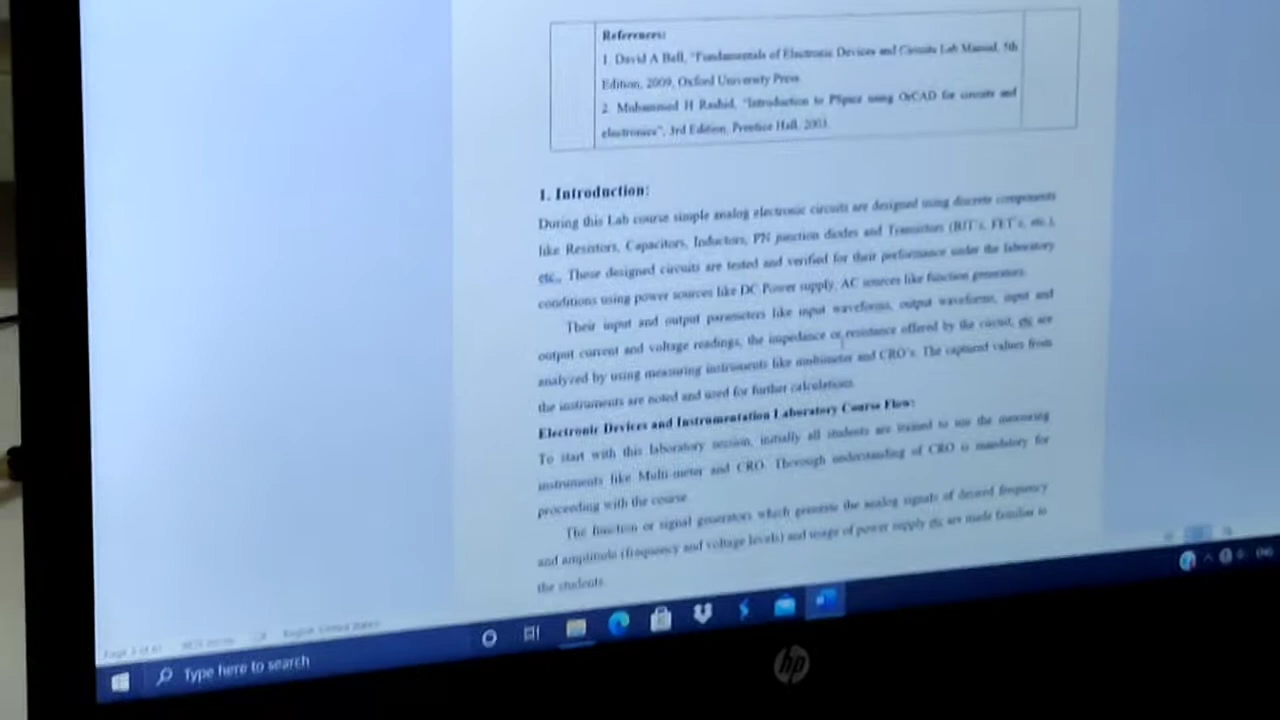 References:
1. David A Bell, "Fundamentals of Electronic Devices and Circuits Lab Manual, 5th
Edition, 2009, Oxford University Press
2. Muhammed H Rashid, "Introduction to PSpice using OrCAD for circuits and
electronics", 3rd Edition, Prentice Hall, 2003.
1. Introduction:
During this Lab course simple analog electronic circuits are designed using discrete components
like Resistors, Capacitors, Inductors, PN junction diodes and Transistors (BJT's, FET's, etc.),
etc., These designed circuits are tested and verified for their performance under the laboratory
conditions using power sources like DC Power supply, AC sources like function generators.
Their input and output parameters like input waveforms, output waveforms, input and
output current and voltage readings, the impedance or resistance offered by the circuit, etc are
analyzed by using measuring instruments like multimeter and CRO's. The captured values from
the instruments are noted and used for further calculations.
Electronic Devices and Instrumentation Laboratory Course Flow:
To start with this laboratory session, initially all students are trained to use the measuring
instruments like Multi-meter and CRO. Thorough understanding of CRO is mandatory for
proceeding with the course
The function or signal generators which generate the analog signals of desired frequency
and amplitude (frequency and voltage levels) and usage of power supply etc are made familiar to
the students.
English (United States)
Type here to search
ENG
hp